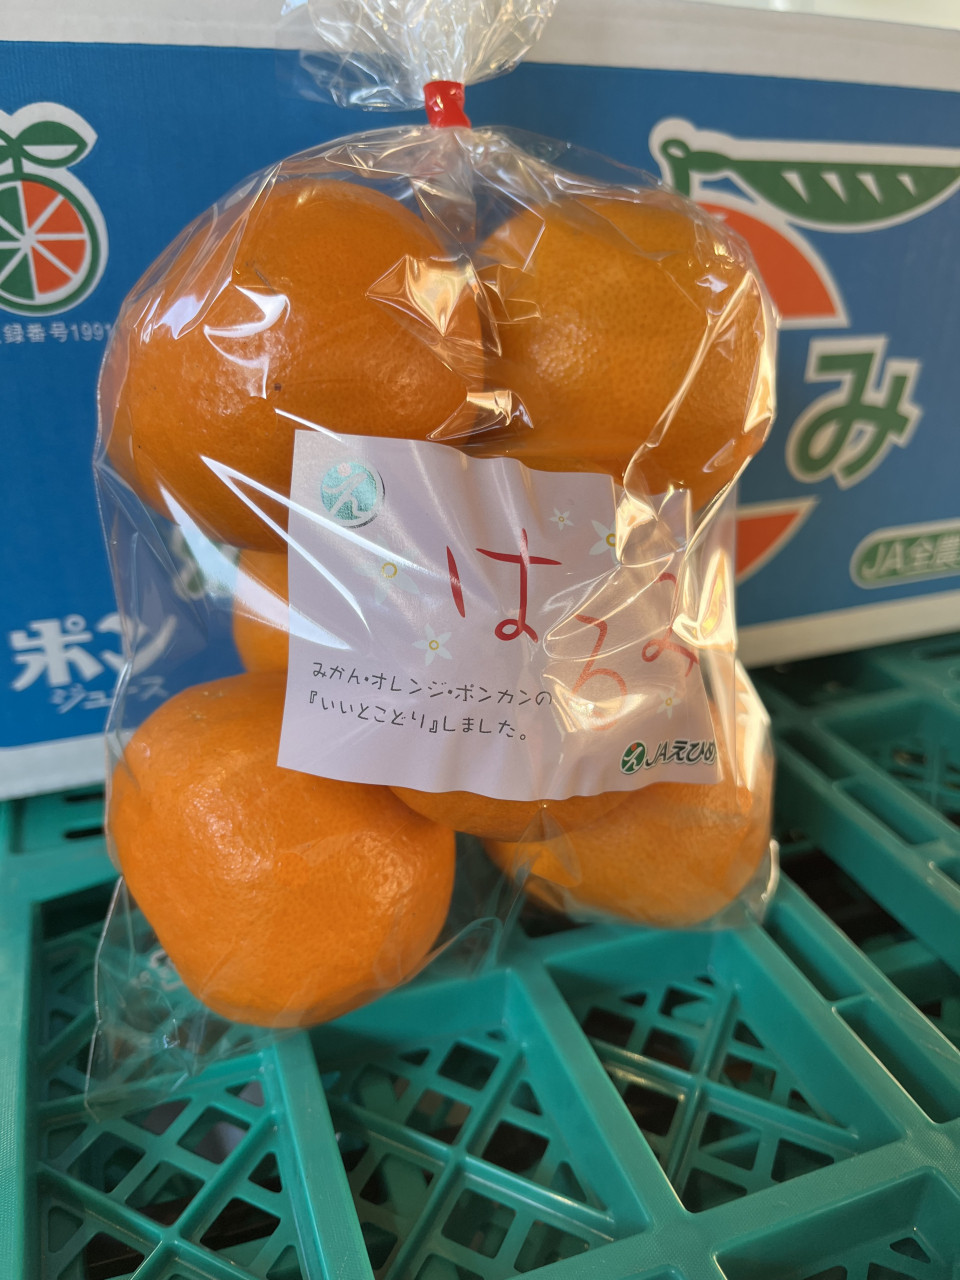 録番号1991
み
JA全農
ポン
ジュース
はるみ
みかん・オレンジ・ポンカンの
『いいとこどり』しました。
JAえひめ